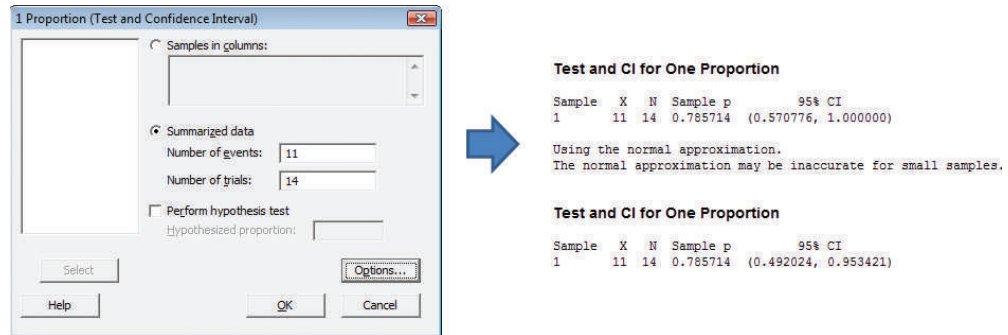 1 Proportion (Test and Confidence Interval)
Samples in columns:
Summarized data
Number of events: 11
Number of trials: 14
Perform hypothesis test
Hypothesized proportion:
Select
Options...
Help
OK
Cancel
Test and CI for One Proportion
Sample X N Sample p 95% CI
1 11 14 0.785714 (0.570776, 1.000000)
Using the normal approximation.
The normal approximation may be inaccurate for small samples.
Test and CI for One Proportion
Sample X N Sample p 95% CI
1 11 14 0.785714 (0.492024, 0.953421)